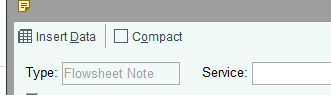 Insert Data Compact
Type: Flowsheet Note Service: